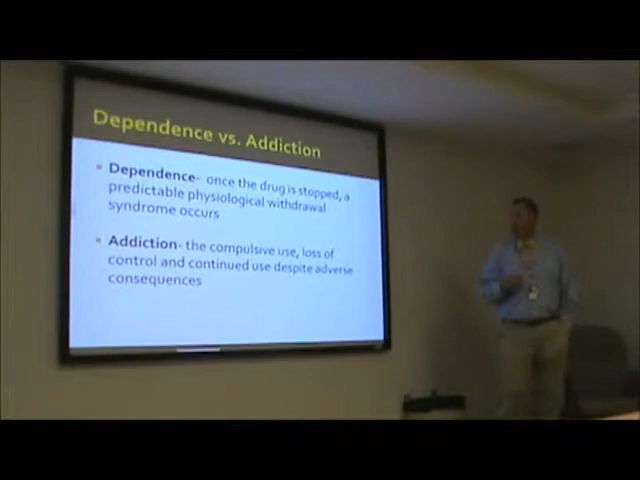 Dependence vs. Addiction
Dependence- once the drug is stopped, a
predictable physiological withdrawal
syndrome occurs
Addiction- the compulsive use, loss of
control and continued use despite adverse
consequences